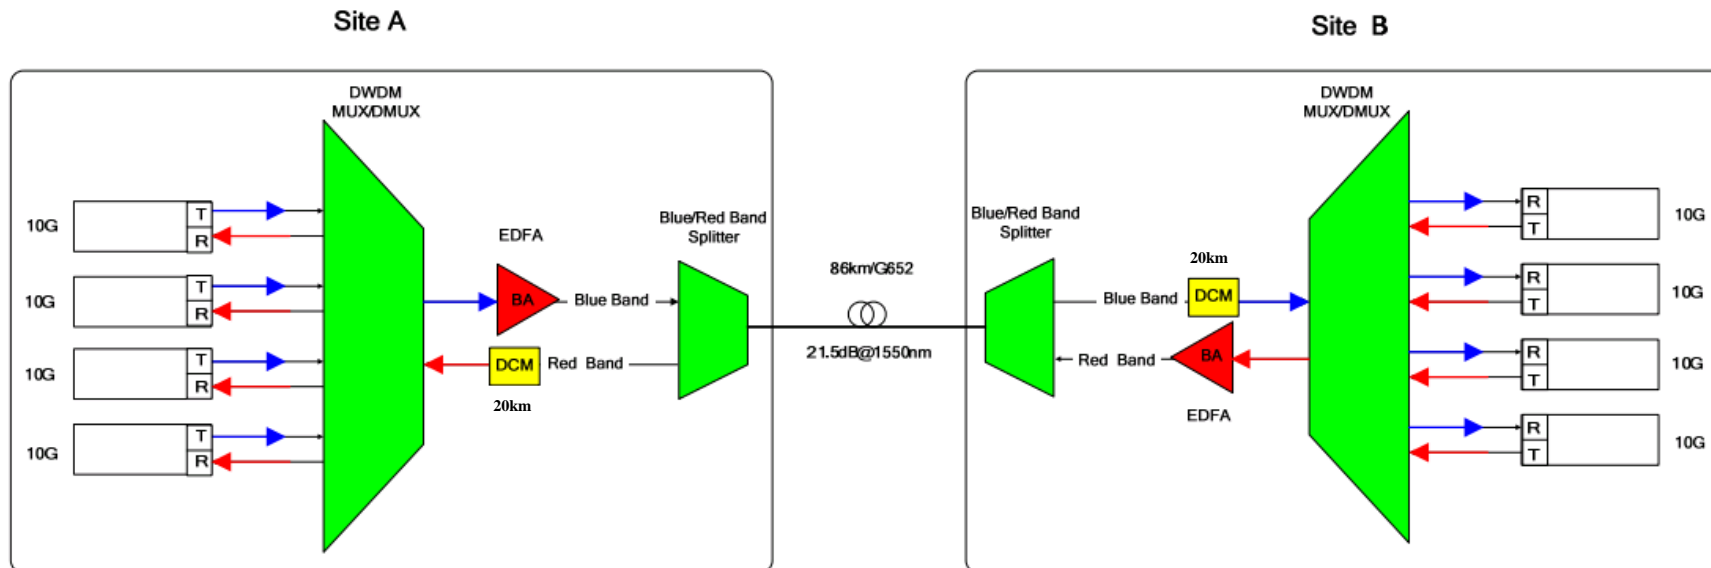 Site A
Site B
DWDM
MUX/DMUX
DWDM
MUX/DMUX
10G
T
R
10G
T
R
10G
T
R
10G
T
R
EDFA
BA
Blue Band
DCM
Red Band
20km
Blue/Red Band
Splitter
86km/G652
21.5dB@1550nm
Blue/Red Band
Splitter
20km
Blue Band
DCM
Red Band
BA
EDFA
R
T
10G
R
T
10G
R
T
10G
R
T
10G